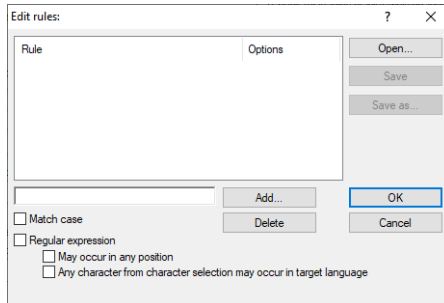 Edit rules:
? ×
Rule Options
Open...
Save
Save as...
Add... OK
Match case Delete Cancel
Regular expression
May occur in any position
Any character from character selection may occur in target language